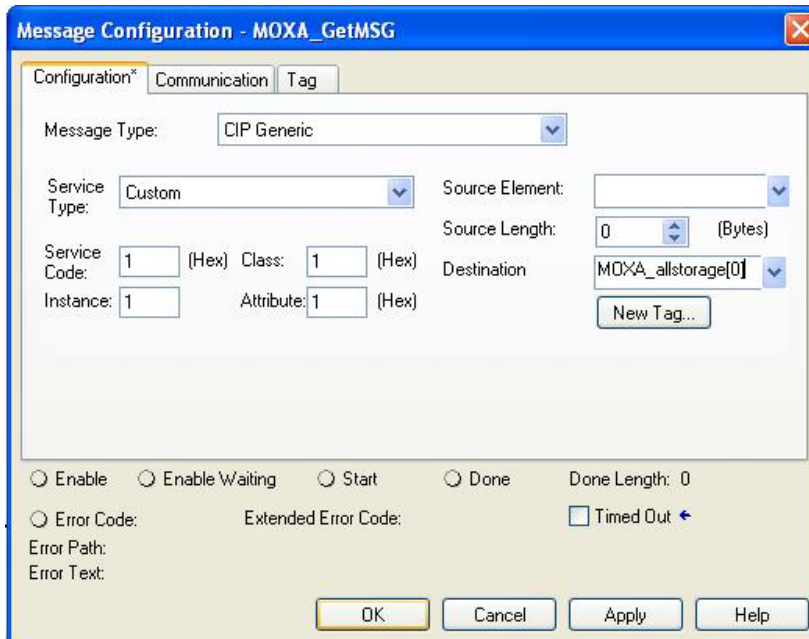 Message Configuration - MOXA_GetMSG
Configuration* Communication Tag
Message Type: CIP Generic
Service Type: Custom
Source Element:
Source Length: 0 (Bytes)
Service Code: 1 (Hex) Class: 1 (Hex)
Destination MOXA_allstorage[0]
Instance: 1 Attribute: 1 (Hex)
New Tag...
Enable Enable Waiting Start Done Done Length: 0
Error Code: Extended Error Code: Timed Out
Error Path:
Error Text:
OK Cancel Apply Help